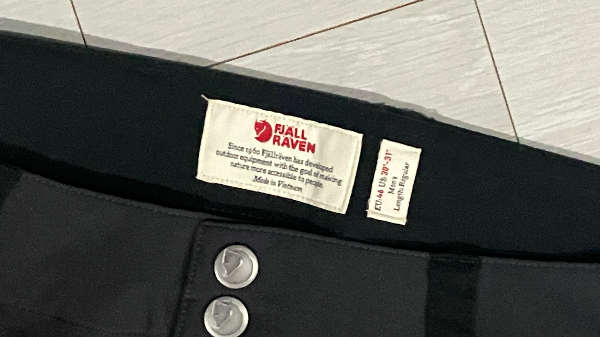 FJÄLL
RÄVEN
Since 1960 Fjällräven has developed
outdoor equipment with the goal of making
nature more accessible to people.
Made in Vietnam
EU:46 US:30"-31"
Men's
Length:Regular